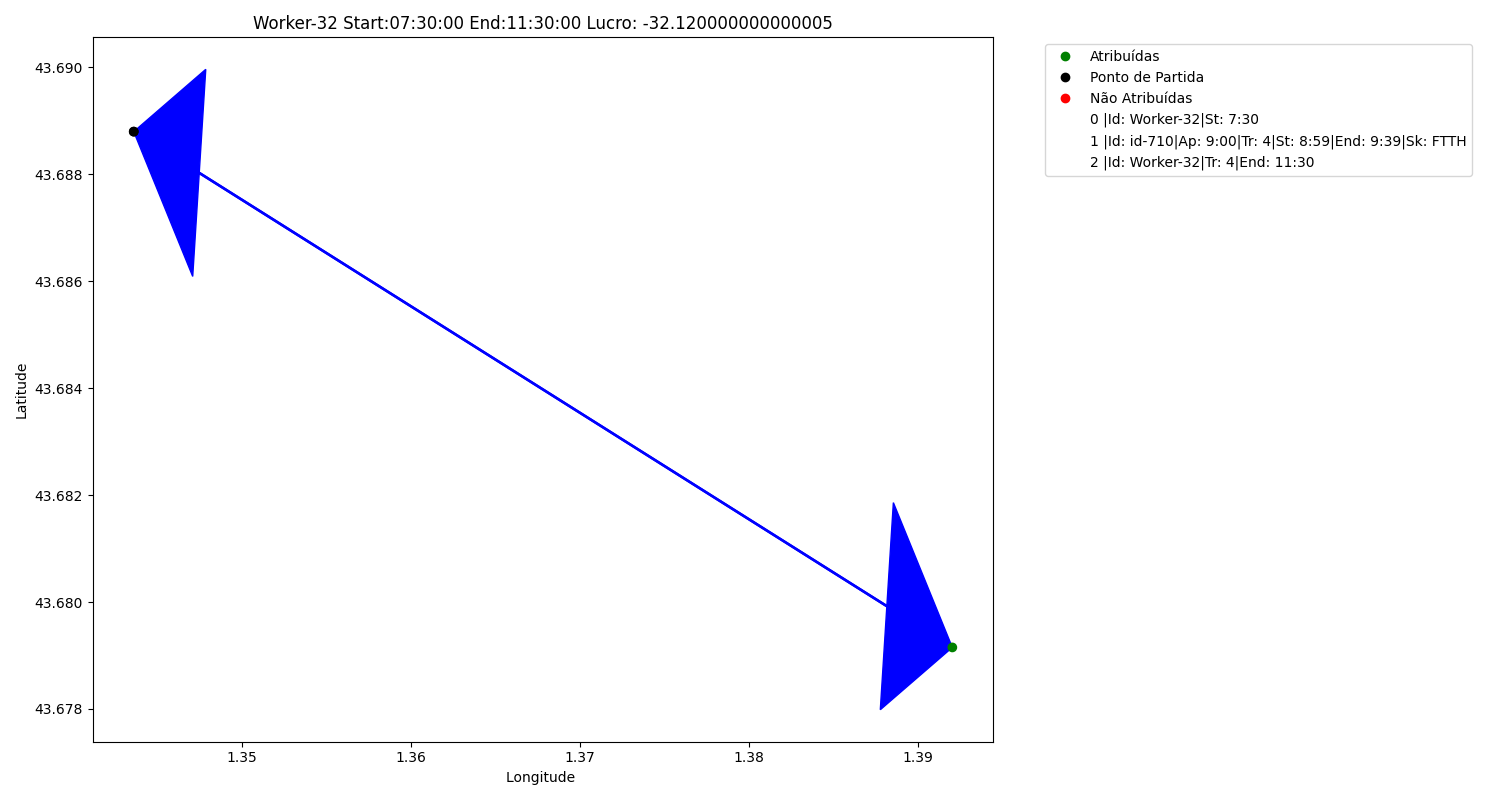 Worker-32 Start:07:30:00 End:11:30:00 Lucro: -32.120000000000005
43.690
43.688
43.686
43.684
43.682
43.680
43.678
Latitude
1.35
1.36
1.37
1.38
1.39
Longitude
Atribuídas
Ponto de Partida
Não Atribuídas
0 |Id: Worker-32|St: 7:30
1 |Id: id-710|Ap: 9:00|Tr: 4|St: 8:59|End: 9:39|Sk: FTTH
2 |Id: Worker-32|Tr: 4|End: 11:30